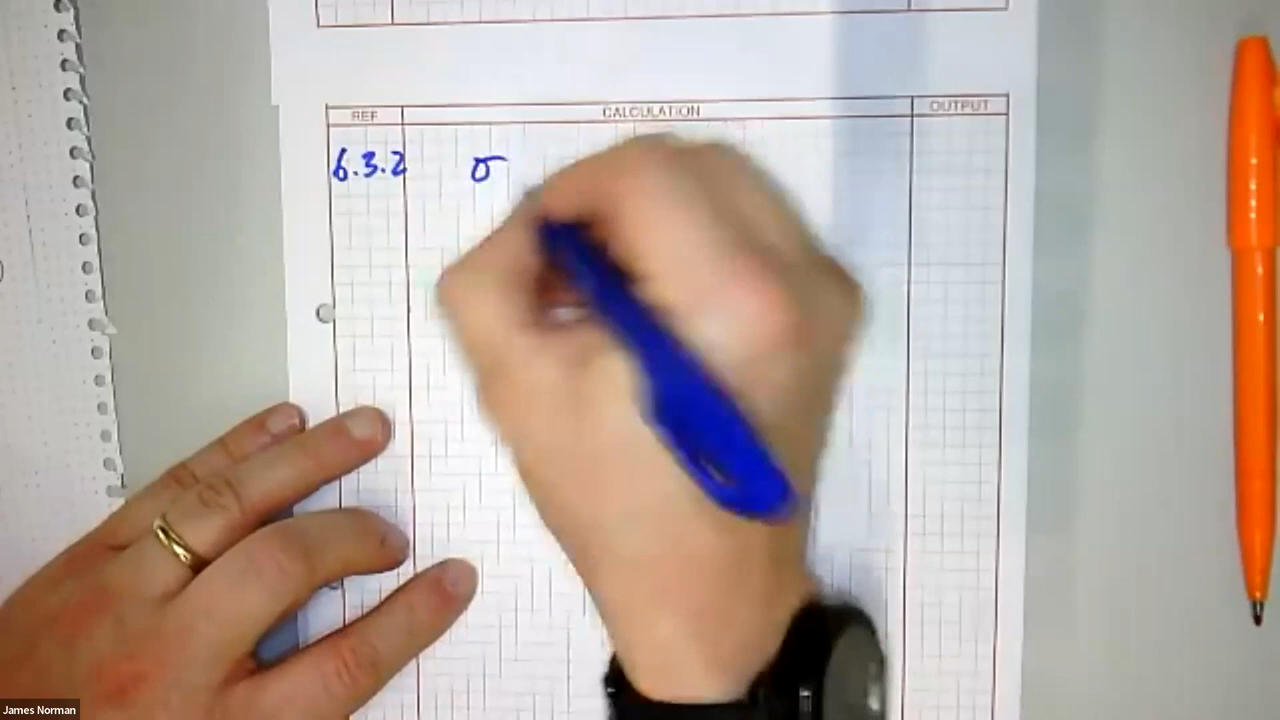 REF CALCULATION OUTPUT
6.3.2 σ
James Norman